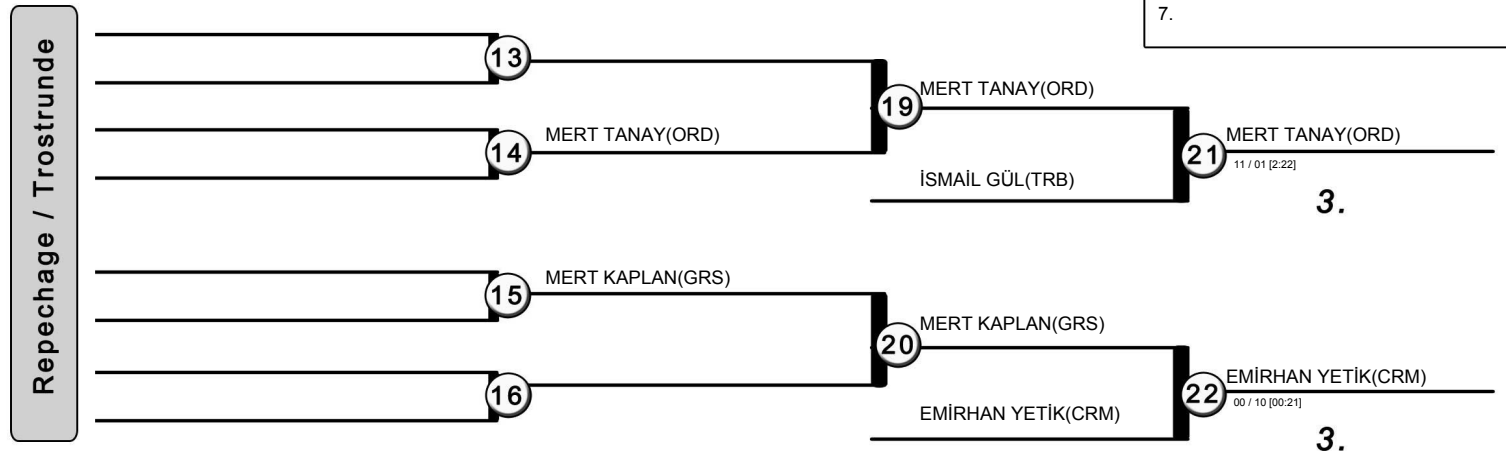 Repechage / Trostrunde
7.
13
19
MERT TANAY(ORD)
14
MERT TANAY(ORD)
21
MERT TANAY(ORD)
11 / 01 [2:22]
İSMAİL GÜL(TRB)
3.
15
MERT KAPLAN(GRS)
20
MERT KAPLAN(GRS)
16
22
EMİRHAN YETİK(CRM)
00 / 10 [00:21]
EMİRHAN YETİK(CRM)
3.